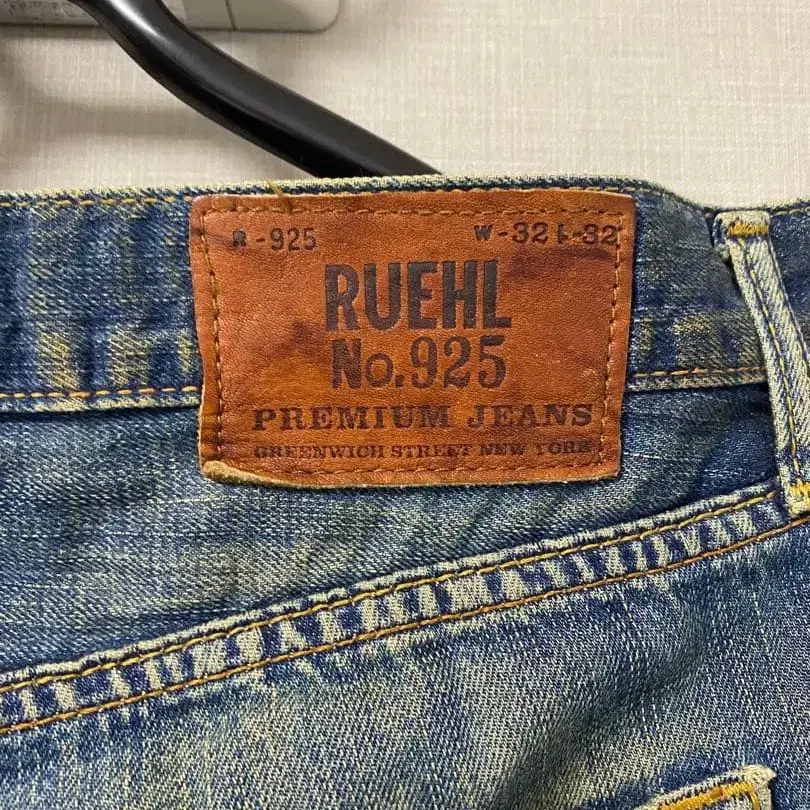 R-925 W-32 L-32
RUEHL
No.925
PREMIUM JEANS
GREENWICH STREET NEW YORK